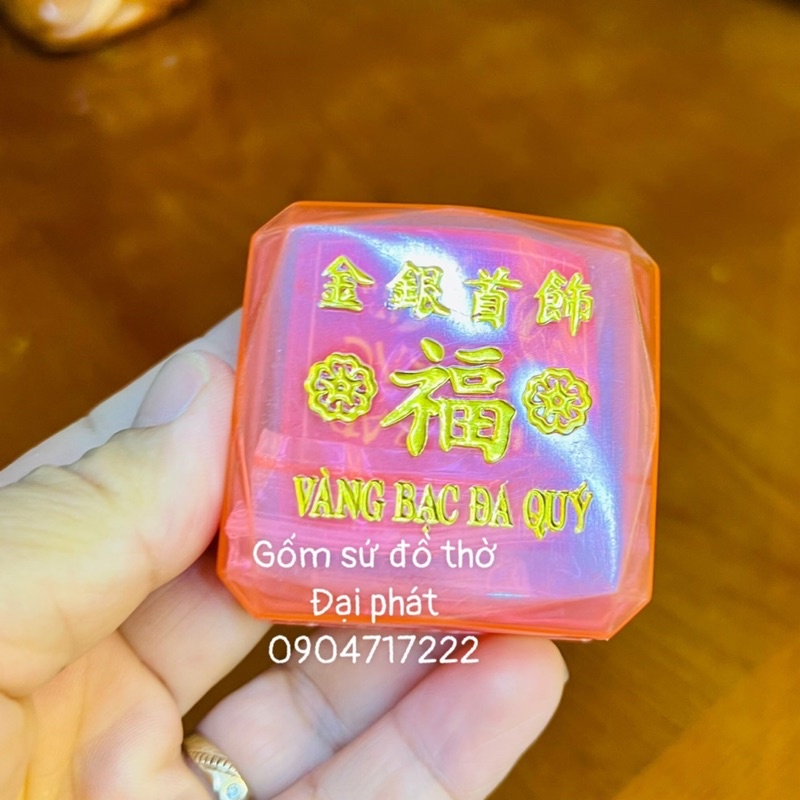 金銀首飾
福
VÀNG BẠC ĐÁ QUÝ
Gốm sứ đồ thờ
Đại phát
0904717222